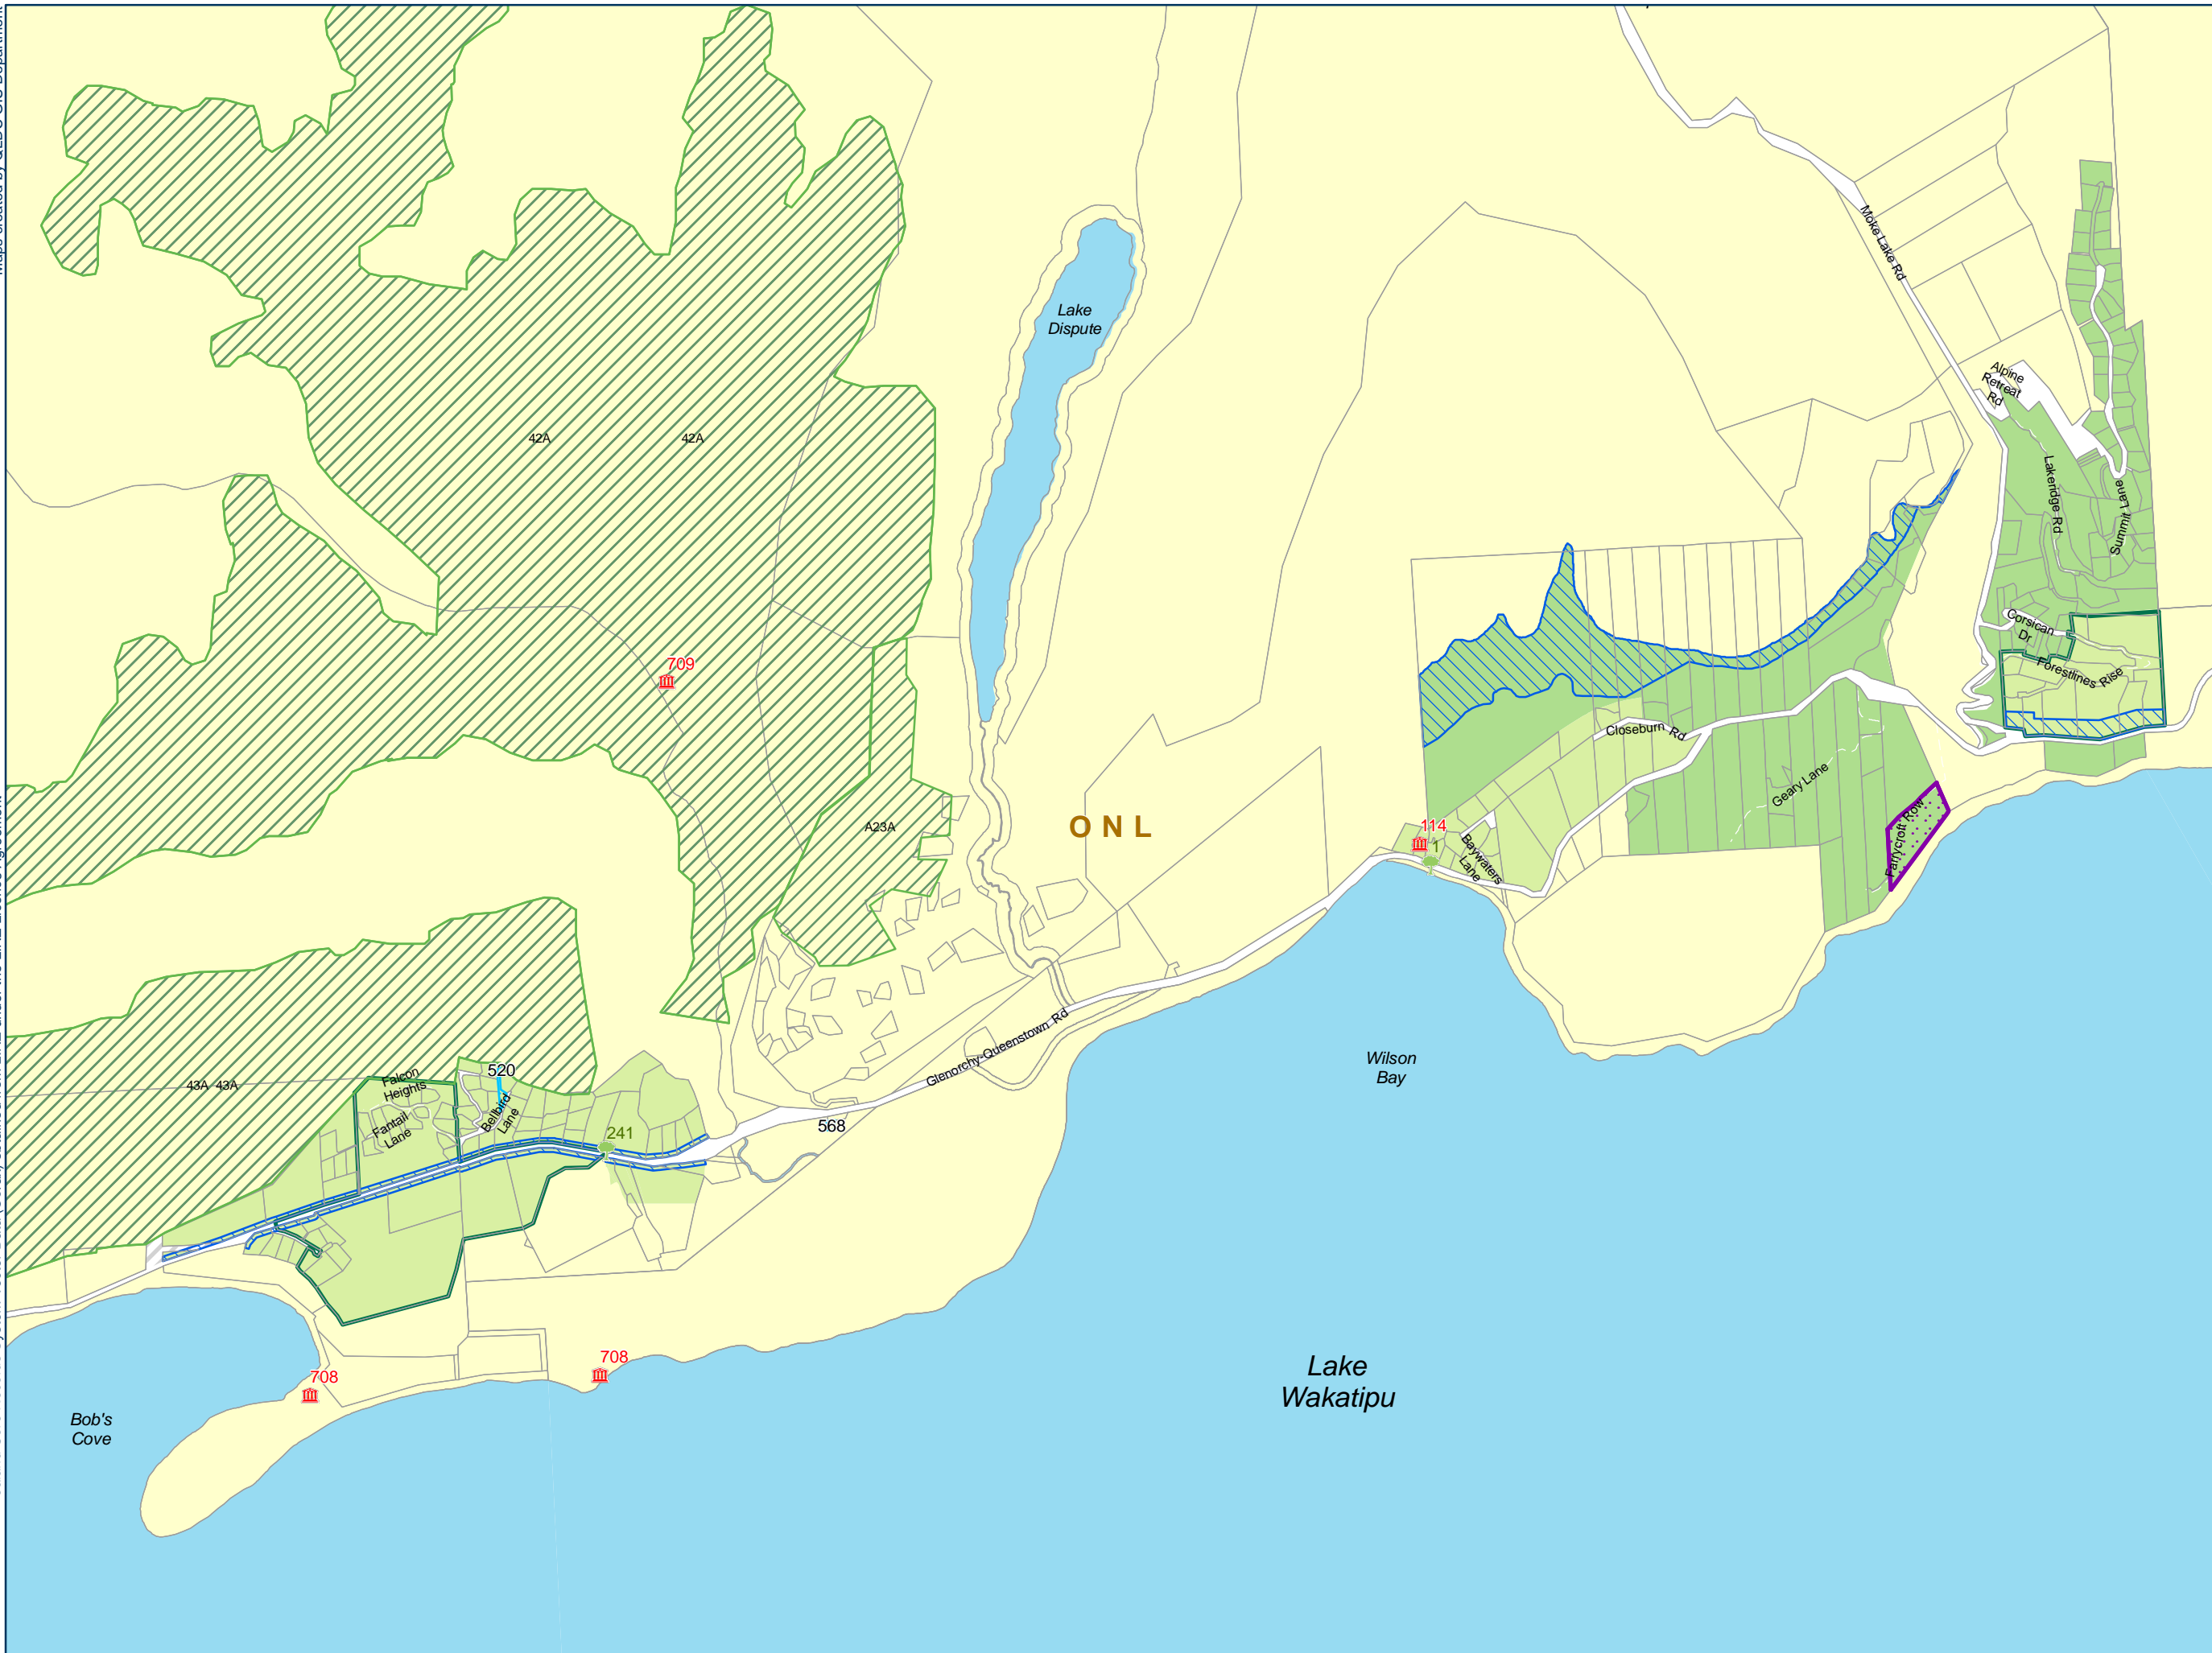 Moke Lake Rd
Lake
Dispute
Alpine
Retreat
Rd
42A
42A
Lakeridge Rd
Summit Lane
Corsican
Dr
Forestlines Rise
709
Closeburn Rd
Geary Lane
A23A
O N L
114
1
Baywaters
Lane
Farrycroft Row
Glenorchy-Queenstown Rd
Wilson
Bay
43A
43A
Falcon
Heights
520
Fantail
Lane
Bellbird
Lane
241
568
708
708
Lake
Wakatipu
Bob's
Cove